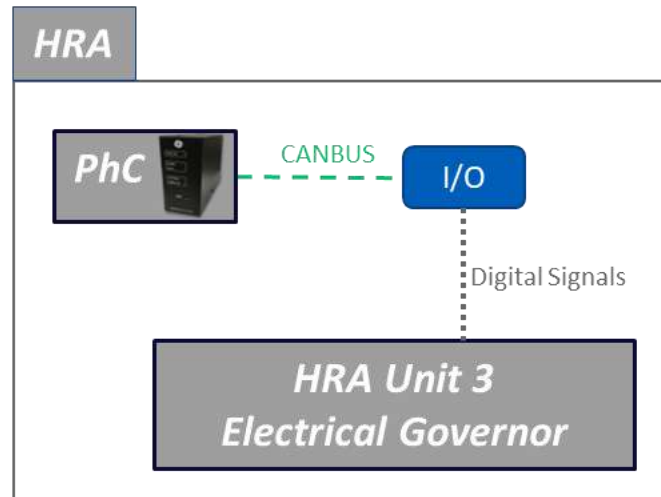 HRA
PhC
CANBUS
I/O
Digital Signals
HRA Unit 3
Electrical Governor